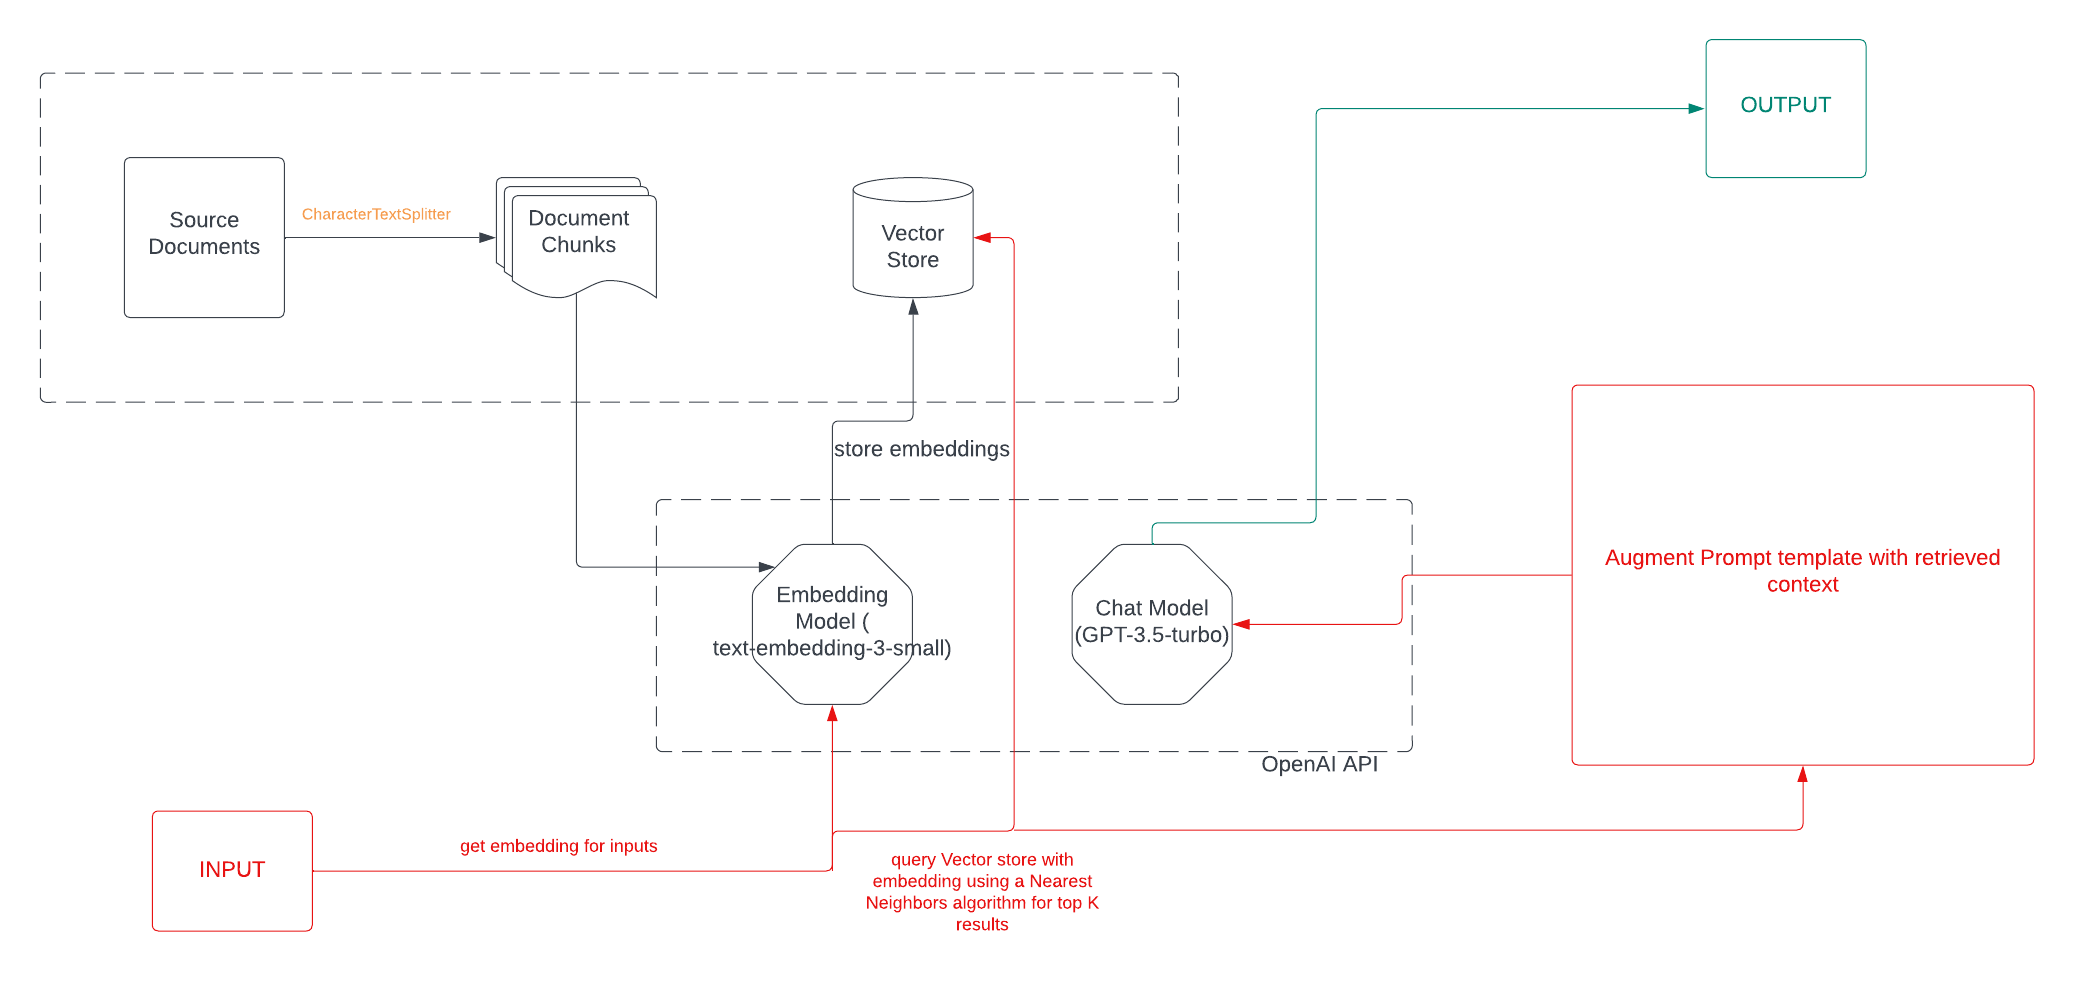 OUTPUT
Source
Documents
CharacterTextSplitter
Document
Chunks
Vector
Store
store embeddings
Embedding
Model (
text-embedding-3-small)
Chat Model
(GPT-3.5-turbo)
Augment Prompt template with retrieved
context
OpenAI API
INPUT
get embedding for inputs
query Vector store with
embedding using a Nearest
Neighbors algorithm for top K
results